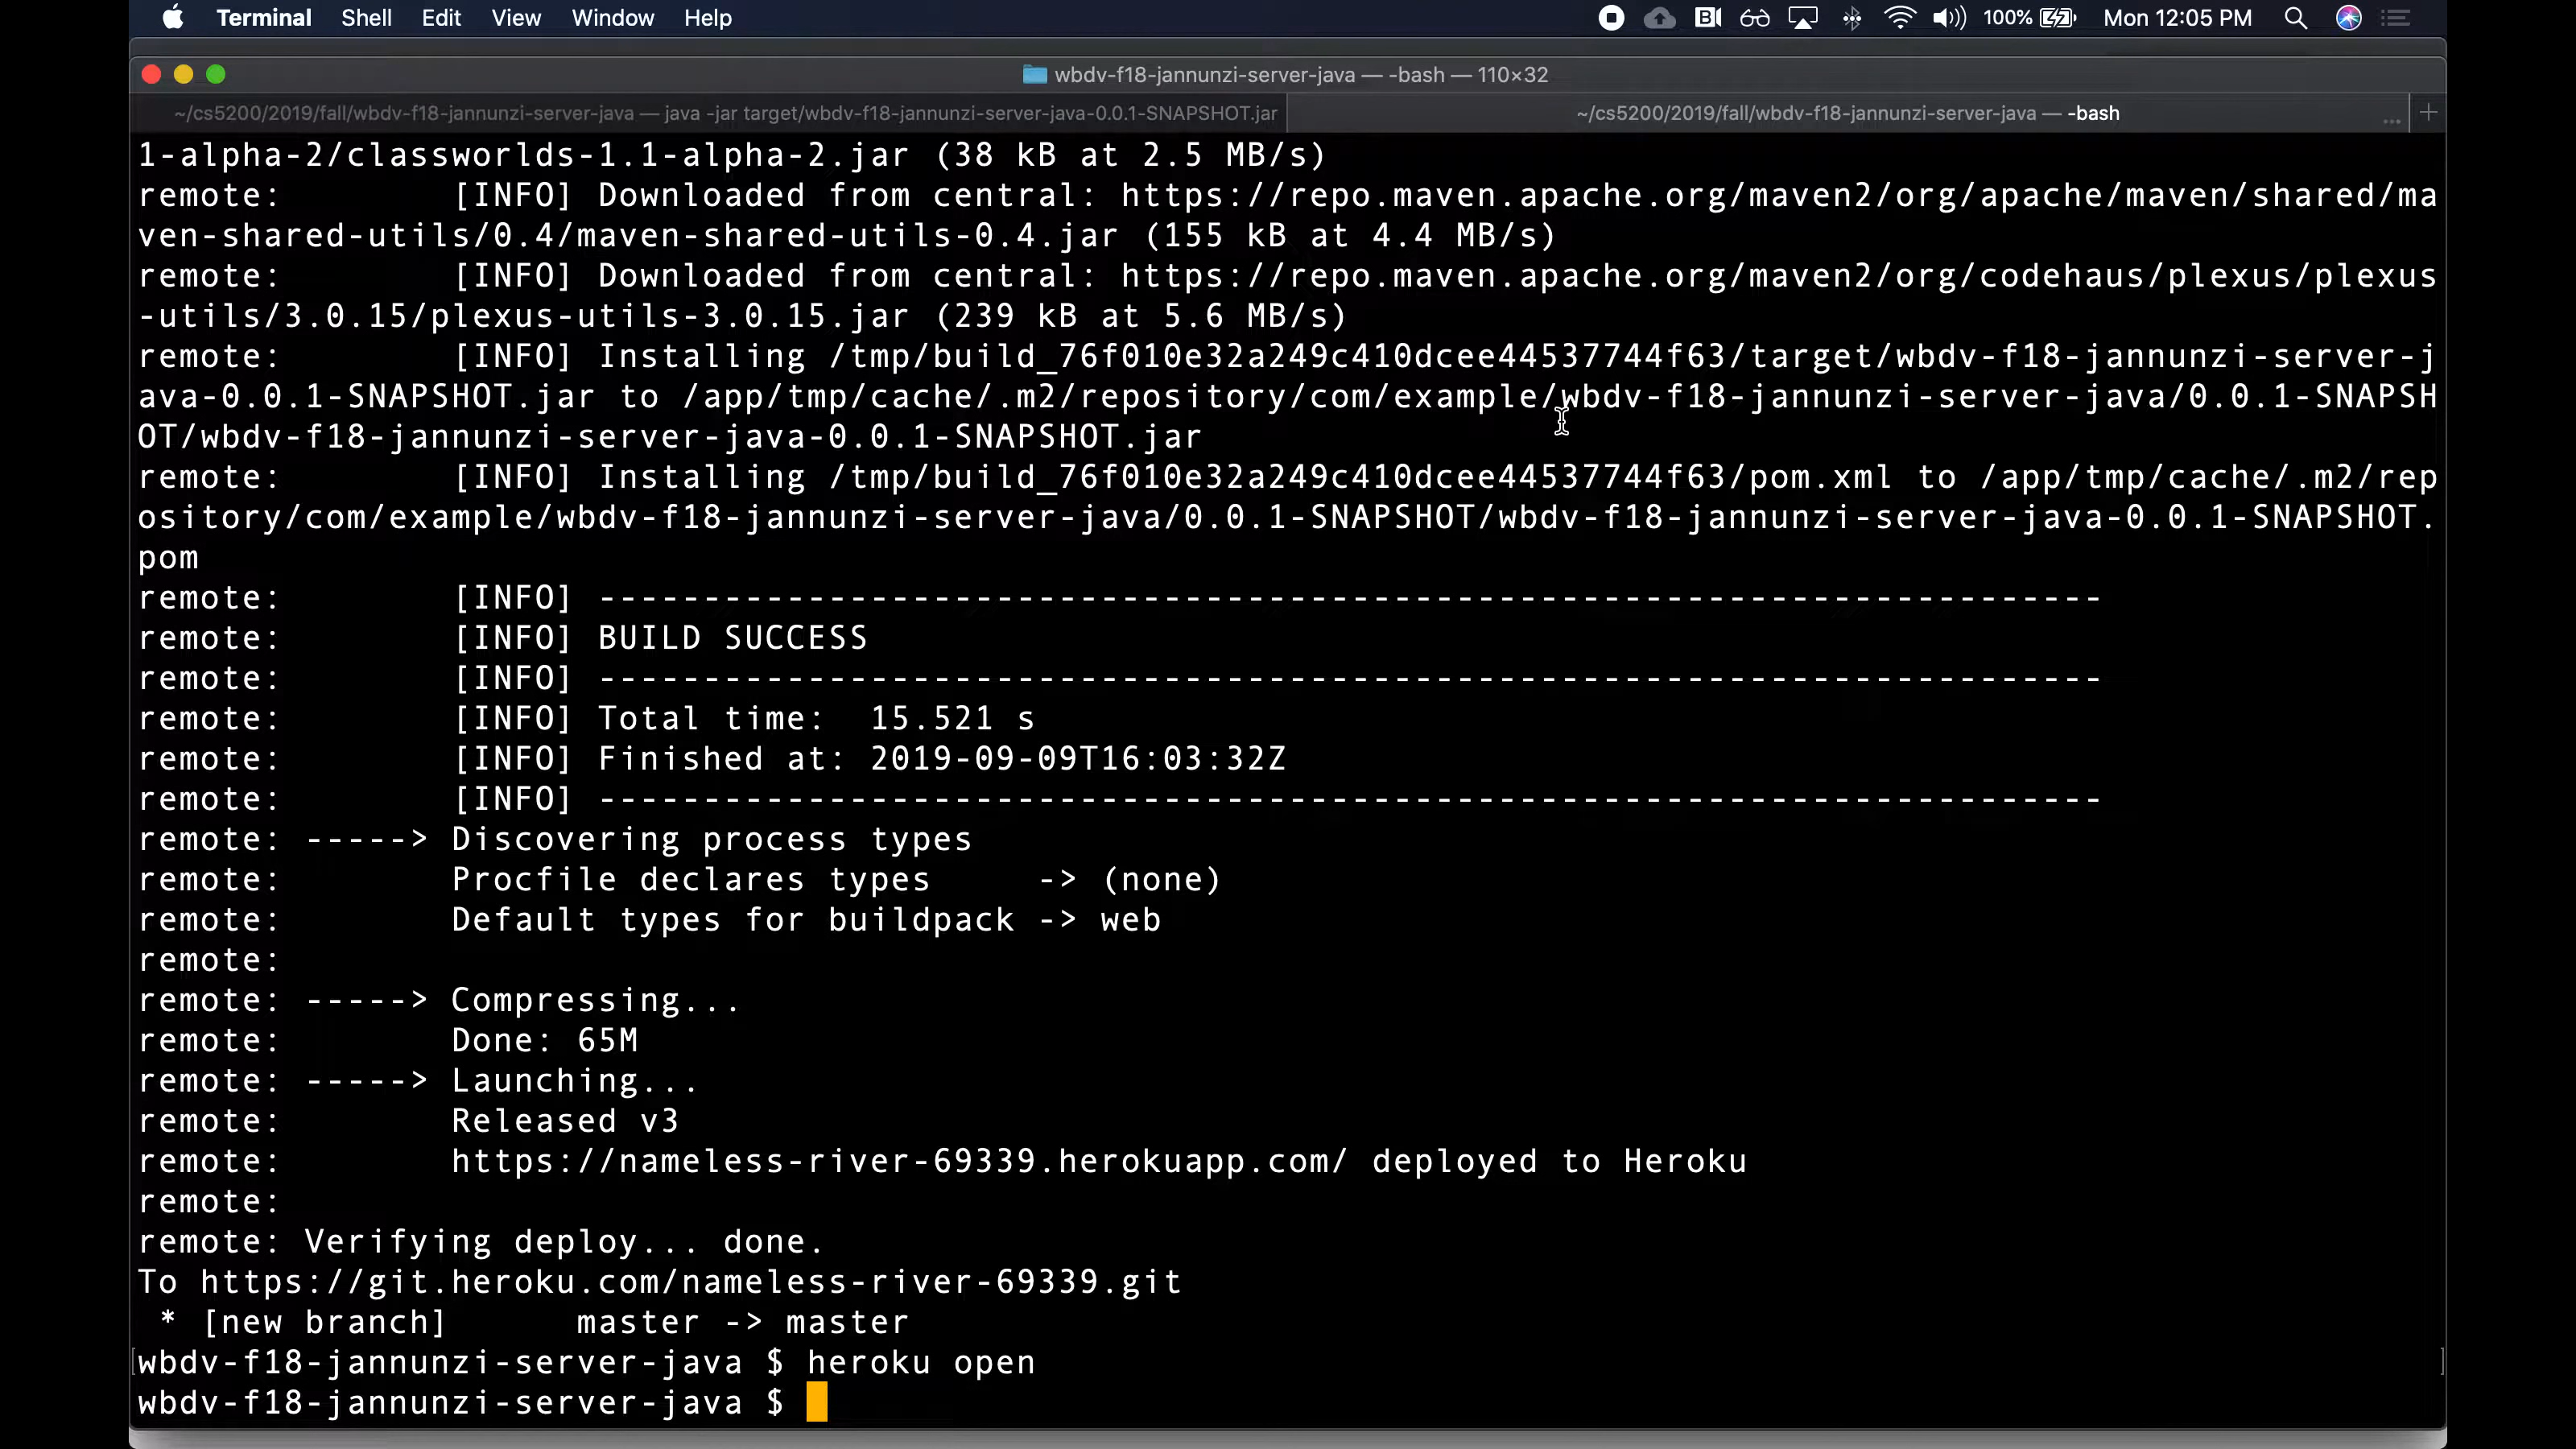 Terminal Shell Edit View Window Help 100% Mon 12:05 PM
wbdv-f18-jannunzi-server-java — -bash — 110×32
~/cs5200/2019/fall/wbdv-f18-jannunzi-server-java — java -jar target/wbdv-f18-jannunzi-server-java-0.0.1-SNAPSHOT.jar ~/cs5200/2019/fall/wbdv-f18-jannunzi-server-java — -bash ... +
1-alpha-2/classworlds-1.1-alpha-2.jar (38 kB at 2.5 MB/s)
remote:        [INFO] Downloaded from central: https://repo.maven.apache.org/maven2/org/apache/maven/shared/ma
ven-shared-utils/0.4/maven-shared-utils-0.4.jar (155 kB at 4.4 MB/s)
remote:        [INFO] Downloaded from central: https://repo.maven.apache.org/maven2/org/codehaus/plexus/plexus
-utils/3.0.15/plexus-utils-3.0.15.jar (239 kB at 5.6 MB/s)
remote:        [INFO] Installing /tmp/build_76f010e32a249c410dcee44537744f63/target/wbdv-f18-jannunzi-server-j
ava-0.0.1-SNAPSHOT.jar to /app/tmp/cache/.m2/repository/com/example/wbdv-f18-jannunzi-server-java/0.0.1-SNAPSH
OT/wbdv-f18-jannunzi-server-java-0.0.1-SNAPSHOT.jar
remote:        [INFO] Installing /tmp/build_76f010e32a249c410dcee44537744f63/pom.xml to /app/tmp/cache/.m2/rep
ository/com/example/wbdv-f18-jannunzi-server-java/0.0.1-SNAPSHOT/wbdv-f18-jannunzi-server-java-0.0.1-SNAPSHOT.
pom
remote:        [INFO] ------------------------------------------------------------------------
remote:        [INFO] BUILD SUCCESS
remote:        [INFO] ------------------------------------------------------------------------
remote:        [INFO] Total time:  15.521 s
remote:        [INFO] Finished at: 2019-09-09T16:03:32Z
remote:        [INFO] ------------------------------------------------------------------------
remote: -----> Discovering process types
remote:        Procfile declares types     -> (none)
remote:        Default types for buildpack -> web
remote:
remote: -----> Compressing...
remote:        Done: 65M
remote: -----> Launching...
remote:        Released v3
remote:        https://nameless-river-69339.herokuapp.com/ deployed to Heroku
remote:
remote: Verifying deploy... done.
To https://git.heroku.com/nameless-river-69339.git
 * [new branch]      master -> master
[wbdv-f18-jannunzi-server-java $ heroku open ]
wbdv-f18-jannunzi-server-java $